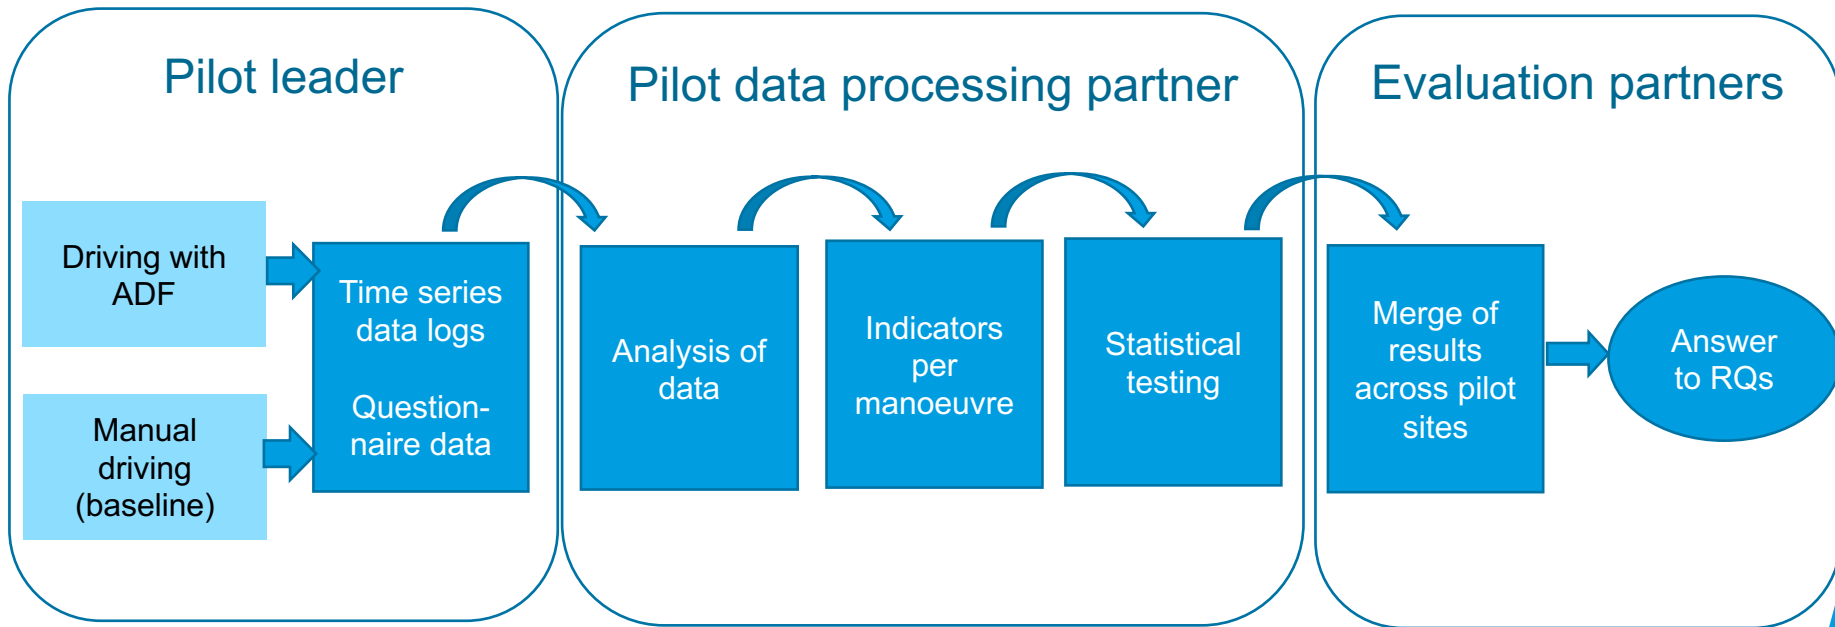 Pilot leader
Pilot data processing partner
Evaluation partners
Driving with
ADF
Manual
driving
(baseline)
Time series
data logs
Question-
naire data
Analysis of
data
Indicators
per
manoeuvre
Statistical
testing
Merge of
results
across pilot
sites
Answer
to RQs